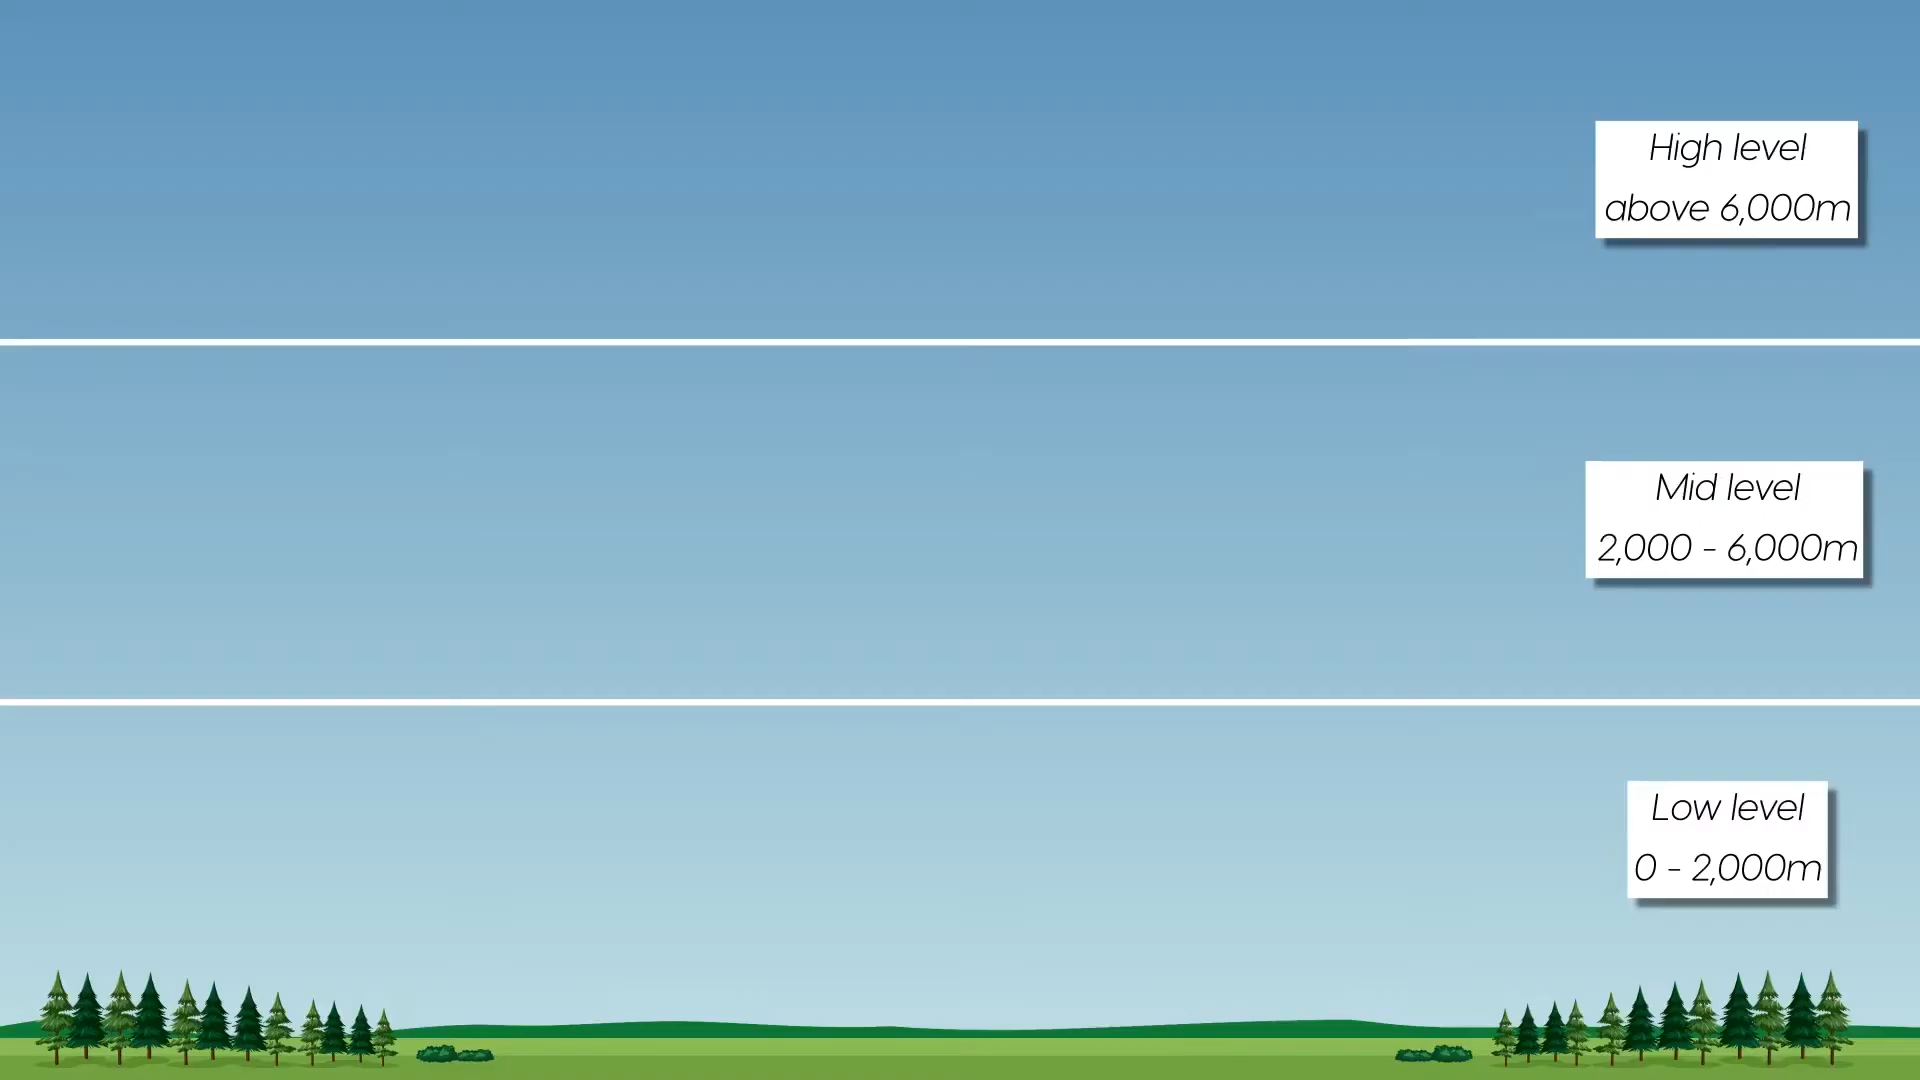 High level
above 6,000m
Mid level
2,000 - 6,000m
Low level
0 - 2,000m